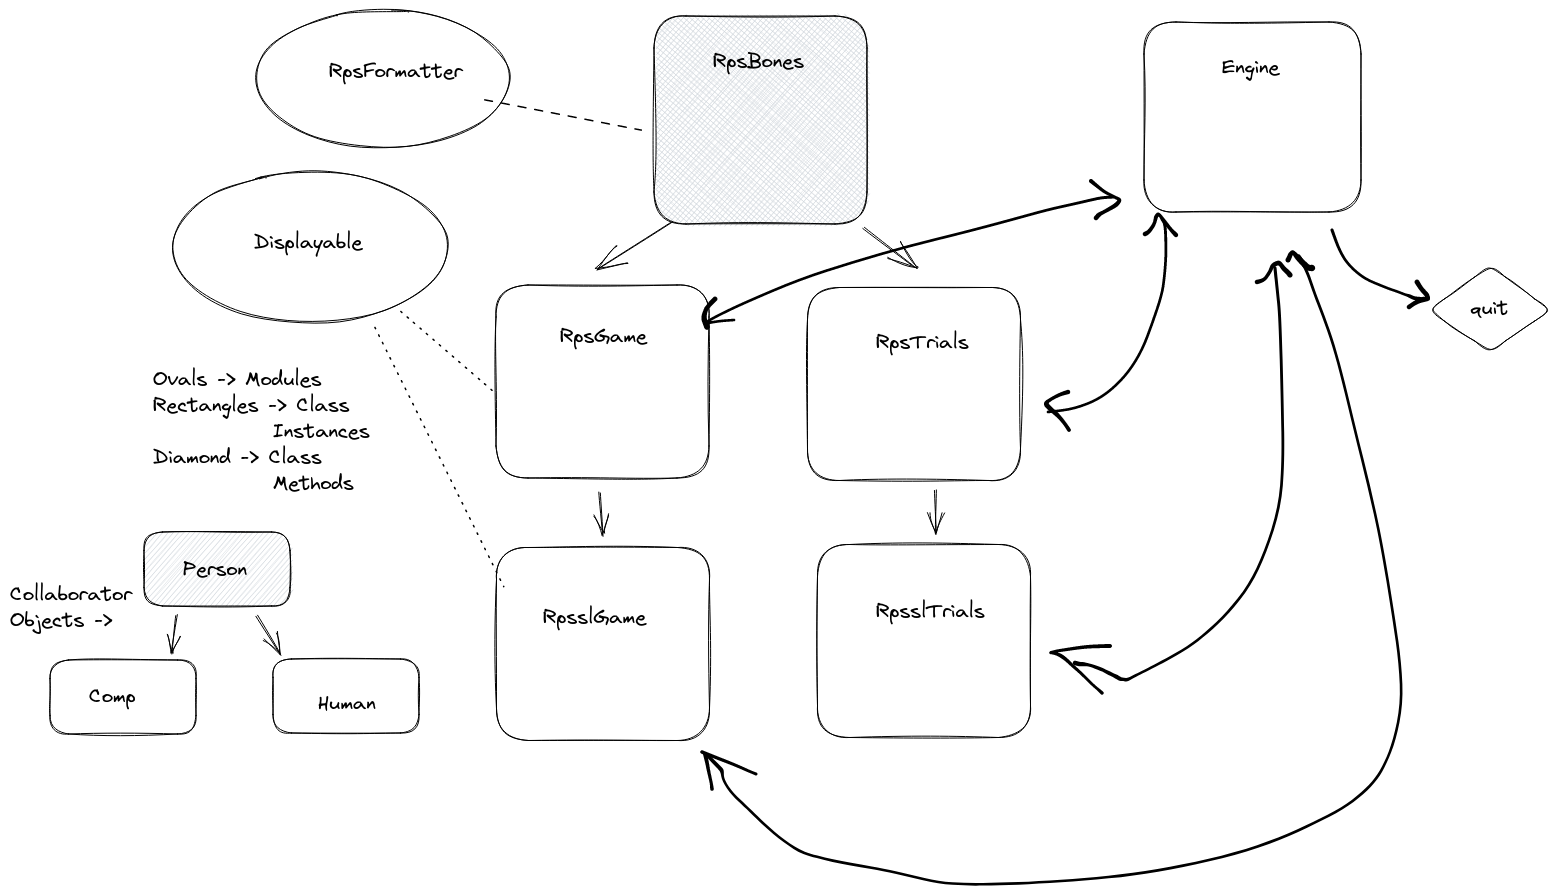 RpsFormatter
RpsBones
Engine
Displayable
quit
RpsGame
RpsTrials
Ovals -> Modules
Rectangles -> Class
Instances
Diamond -> Class
Methods
Person
Collaborator
Objects ->
Comp
Human
RpsslGame
RpsslTrials